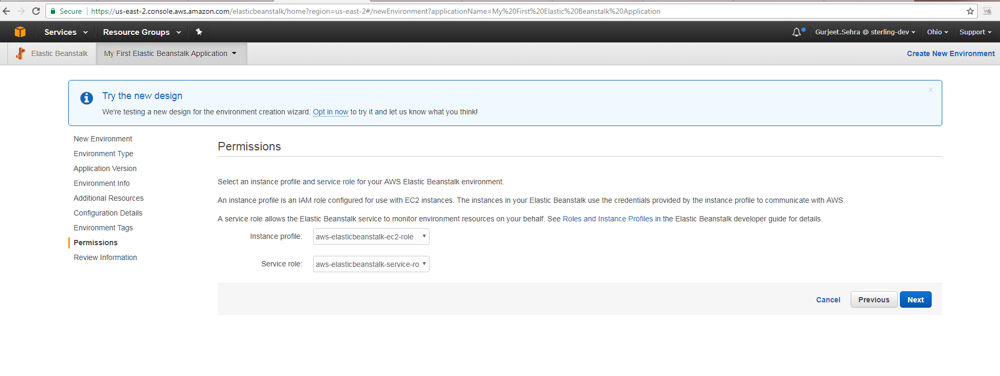 Secure https://us-east-2.console.aws.amazon.com/elasticbeanstalk/home?region=us-east-2#/newEnvironment?applicationName=My%20First%20Elastic%20Beanstalk%20Application
Services Resource Groups Gurjeet.Sehra @ sterling-dev Ohio Support
Elastic Beanstalk My First Elastic Beanstalk Application Create New Environment
Try the new design
We're testing a new design for the environment creation wizard. Opt in now to try it and let us know what you think!
New Environment
Environment Type
Application Version
Environment Info
Additional Resources
Configuration Details
Environment Tags
Permissions
Review Information
Permissions
Select an instance profile and service role for your AWS Elastic Beanstalk environment.
An instance profile is an IAM role configured for use with EC2 instances. The instances in your Elastic Beanstalk use the credentials provided by the instance profile to communicate with AWS.
A service role allows the Elastic Beanstalk service to monitor environment resources on your behalf. See Roles and Instance Profiles in the Elastic Beanstalk developer guide for details.
Instance profile: aws-elasticbeanstalk-ec2-role
Service role: aws-elasticbeanstalk-service-ro
Cancel Previous Next